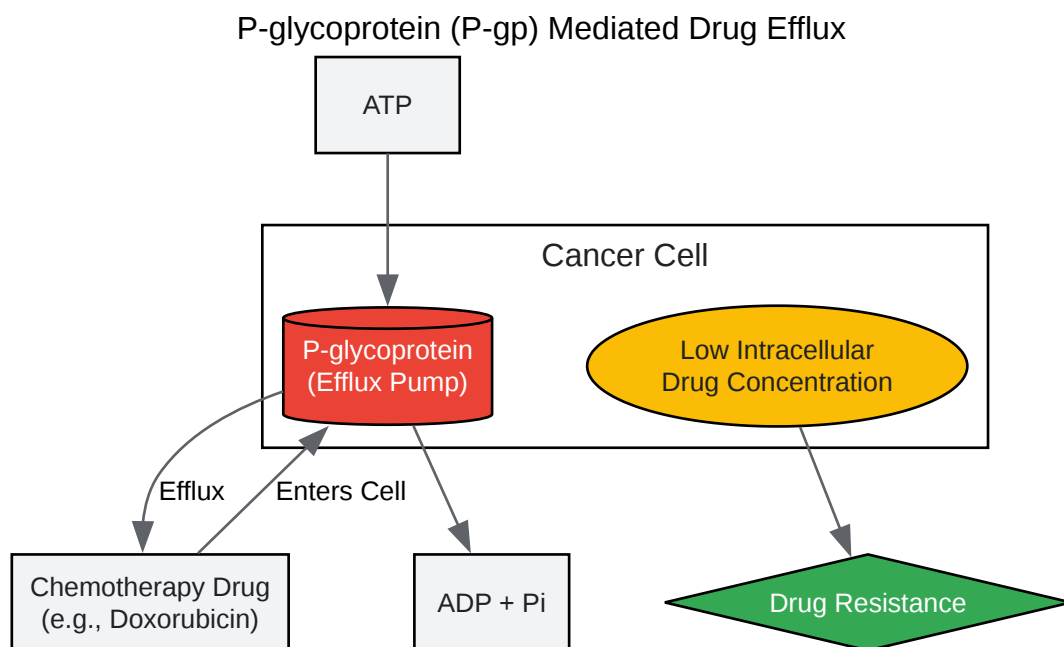 P-glycoprotein (P-gp) Mediated Drug Efflux
ATP
Cancer Cell
P-glycoprotein
(Efflux Pump)
Low Intracellular
Drug Concentration
Efflux
Enters Cell
Chemotherapy Drug
(e.g., Doxorubicin)
ADP + Pi
Drug Resistance